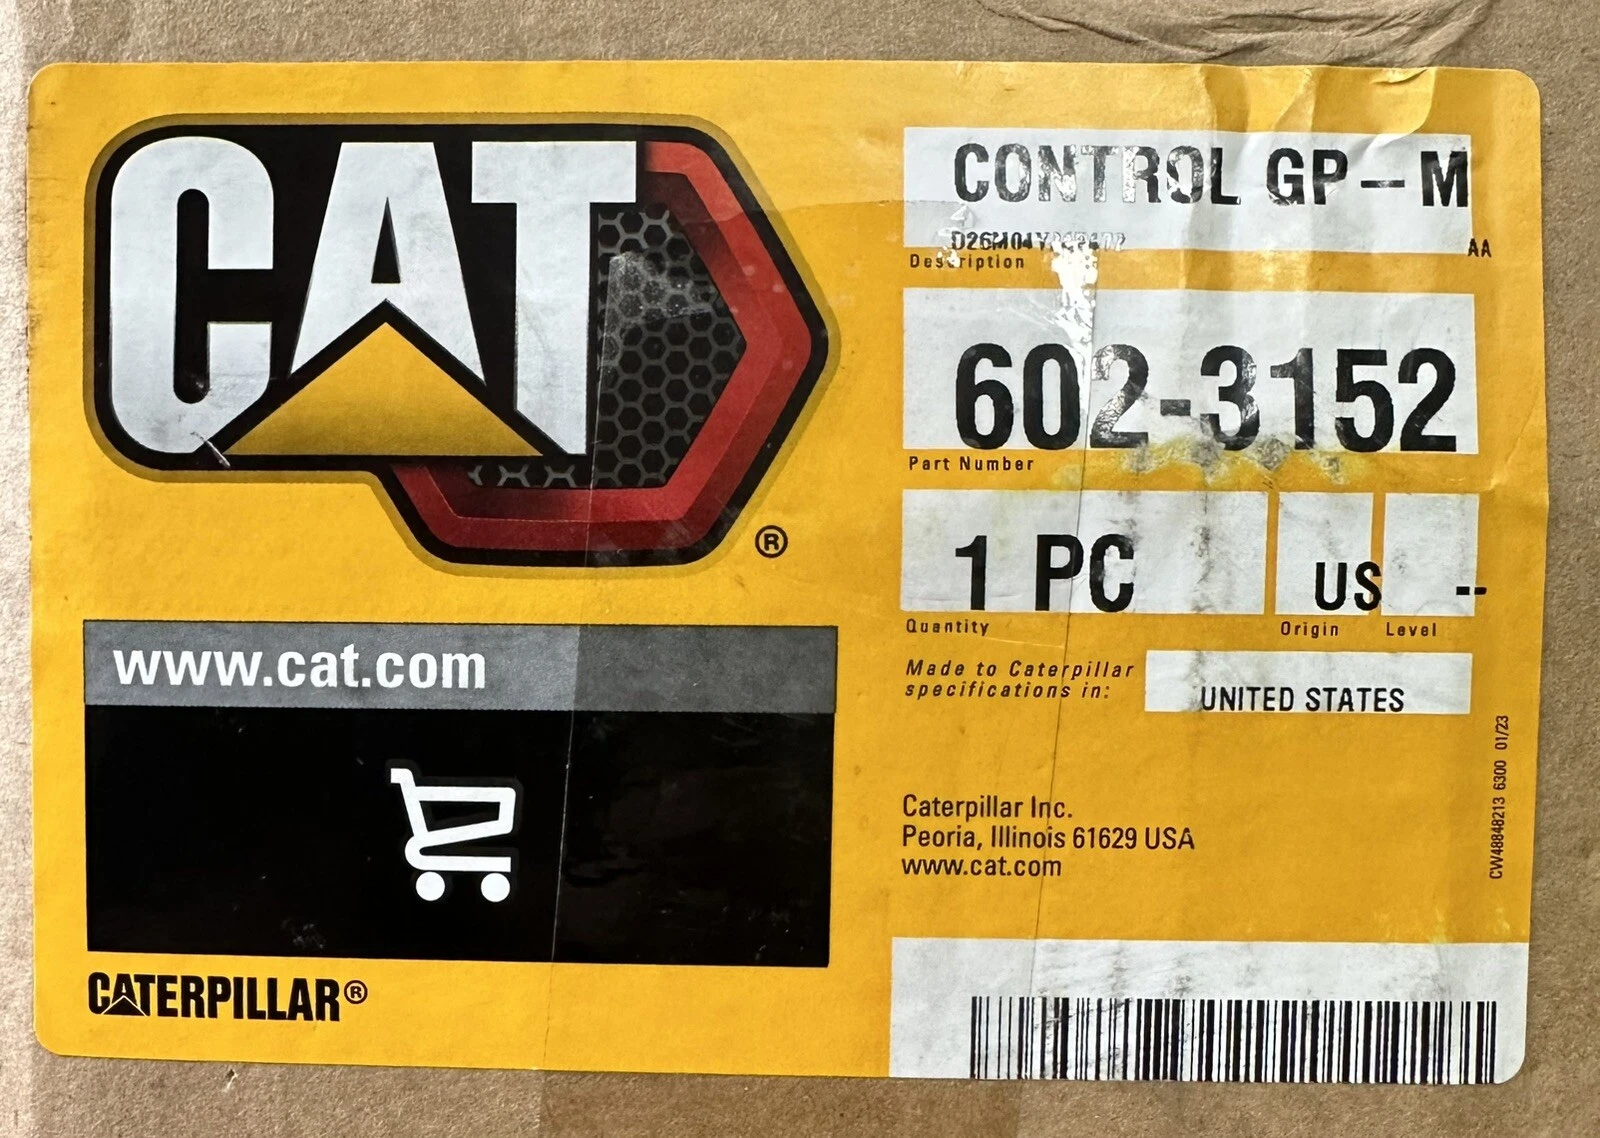 CAT
®
www.cat.com
CATERPILLAR®
CONTROL GP-M
AA
Description
602-3152
Part Number
1 PC
US
--
Quantity
Origin
Level
Made to Caterpillar
specifications in:
UNITED STATES
Caterpillar Inc.
Peoria, Illinois 61629 USA
www.cat.com
CW48848213 6300 01/23